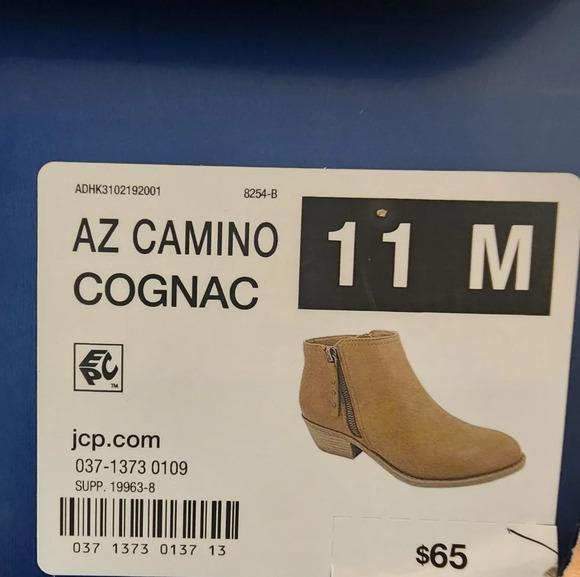 ADHK3102192001 8254-B
AZ CAMINO
COGNAC
11 M
EPC
TM
jcp.com
037-1373 0109
SUPP. 19963-8
037 1373 0137 13
$65